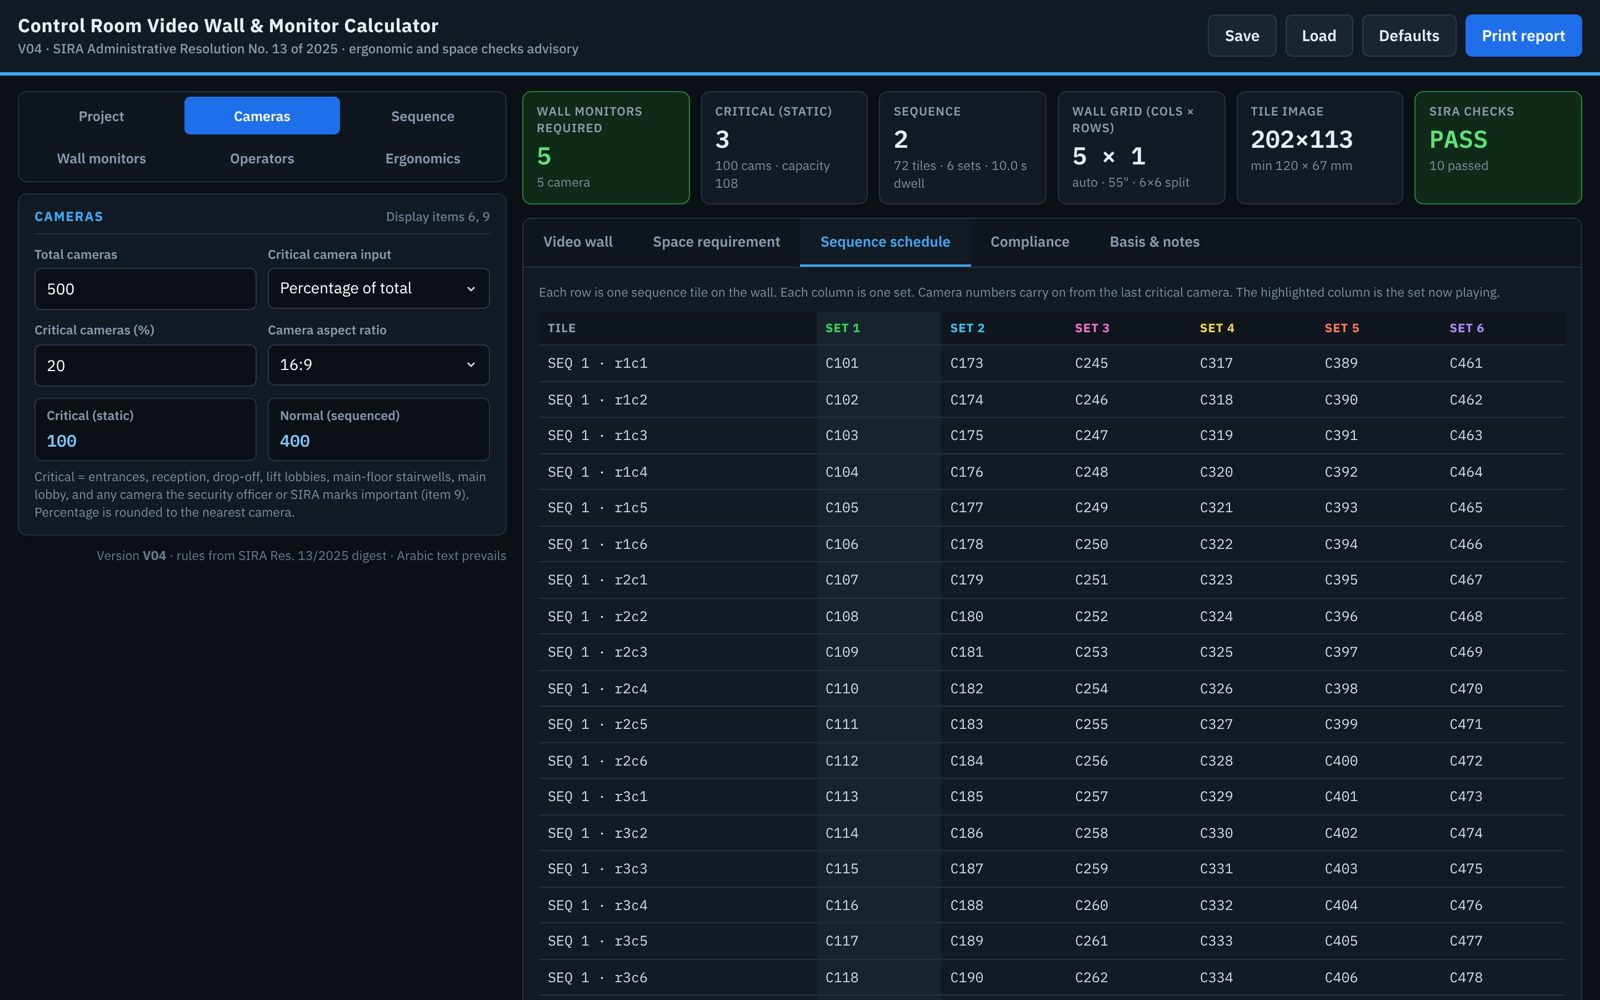 Control Room Video Wall & Monitor Calculator
V04 · SIRA Administrative Resolution No. 13 of 2025 · ergonomic and space checks advisory
Save Load Defaults Print report
Project Cameras Sequence
Wall monitors Operators Ergonomics
CAMERAS Display items 6, 9
Total cameras Critical camera input
500 Percentage of total
Critical cameras (%) Camera aspect ratio
20 16:9
Critical (static) Normal (sequenced)
100 400
Critical = entrances, reception, drop-off, lift lobbies, main-floor stairwells, main
lobby, and any camera the security officer or SIRA marks important (item 9).
Percentage is rounded to the nearest camera.
Version V04 · rules from SIRA Res. 13/2025 digest · Arabic text prevails
WALL MONITORS
REQUIRED
5
5 camera
CRITICAL (STATIC)
3
100 cams · capacity
108
SEQUENCE
2
72 tiles · 6 sets · 10.0 s
dwell
WALL GRID (COLS ×
ROWS)
5 × 1
auto · 55" · 6×6 split
TILE IMAGE
202×113
min 120 × 67 mm
SIRA CHECKS
PASS
10 passed
Video wall Space requirement Sequence schedule Compliance Basis & notes
Each row is one sequence tile on the wall. Each column is one set. Camera numbers carry on from the last critical camera. The highlighted column is the set now playing.
TILE SET 1 SET 2 SET 3 SET 4 SET 5 SET 6
SEQ 1 · r1c1 C101 C173 C245 C317 C389 C461
SEQ 1 · r1c2 C102 C174 C246 C318 C390 C462
SEQ 1 · r1c3 C103 C175 C247 C319 C391 C463
SEQ 1 · r1c4 C104 C176 C248 C320 C392 C464
SEQ 1 · r1c5 C105 C177 C249 C321 C393 C465
SEQ 1 · r1c6 C106 C178 C250 C322 C394 C466
SEQ 1 · r2c1 C107 C179 C251 C323 C395 C467
SEQ 1 · r2c2 C108 C180 C252 C324 C396 C468
SEQ 1 · r2c3 C109 C181 C253 C325 C397 C469
SEQ 1 · r2c4 C110 C182 C254 C326 C398 C470
SEQ 1 · r2c5 C111 C183 C255 C327 C399 C471
SEQ 1 · r2c6 C112 C184 C256 C328 C400 C472
SEQ 1 · r3c1 C113 C185 C257 C329 C401 C473
SEQ 1 · r3c2 C114 C186 C258 C330 C402 C474
SEQ 1 · r3c3 C115 C187 C259 C331 C403 C475
SEQ 1 · r3c4 C116 C188 C260 C332 C404 C476
SEQ 1 · r3c5 C117 C189 C261 C333 C405 C477
SEQ 1 · r3c6 C118 C190 C262 C334 C406 C478